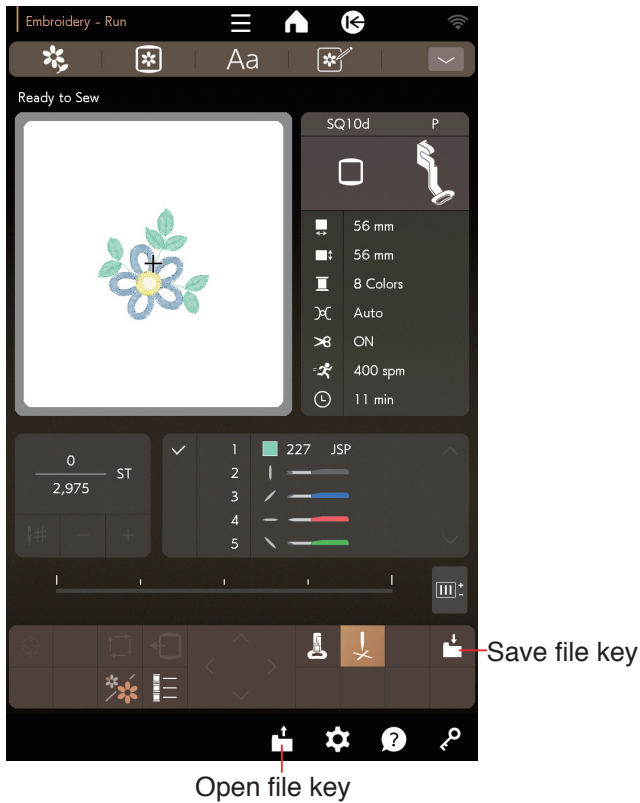 Embroidery - Run
Aa
Ready to Sew
SQ10d P
56 mm
56 mm
8 Colors
Auto
ON
400 spm
11 min
0
2,975
ST
1 227 JSP
2
3
4
5
#
- +
Save file key
?
Open file key